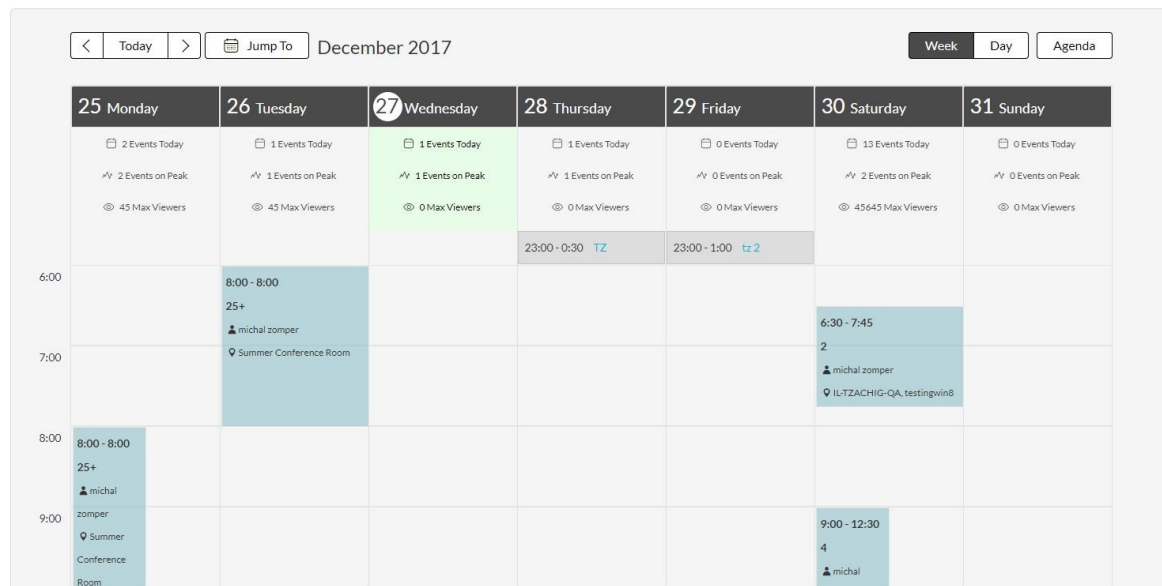 Today Jump To December 2017 Week Day Agenda
25 Monday 26 Tuesday 27 Wednesday 28 Thursday 29 Friday 30 Saturday 31 Sunday
2 Events Today 1 Events Today 1 Events Today 1 Events Today 0 Events Today 13 Events Today 0 Events Today
2 Events on Peak 1 Events on Peak 1 Events on Peak 1 Events on Peak 0 Events on Peak 2 Events on Peak 0 Events on Peak
45 Max Viewers 45 Max Viewers 0 Max Viewers 0 Max Viewers 0 Max Viewers 45645 Max Viewers 0 Max Viewers
23:00 - 0:30 TZ 23:00 - 1:00 tz 2
6:00
8:00 - 8:00
25+
michal zomper
Summer Conference Room
6:30 - 7:45
2
michal zomper
IL-TZACHIG-QA, testingwin8
7:00
8:00
8:00 - 8:00
25+
michal
zomper
Summer
Conference
Room
9:00
9:00 - 12:30
4
michal